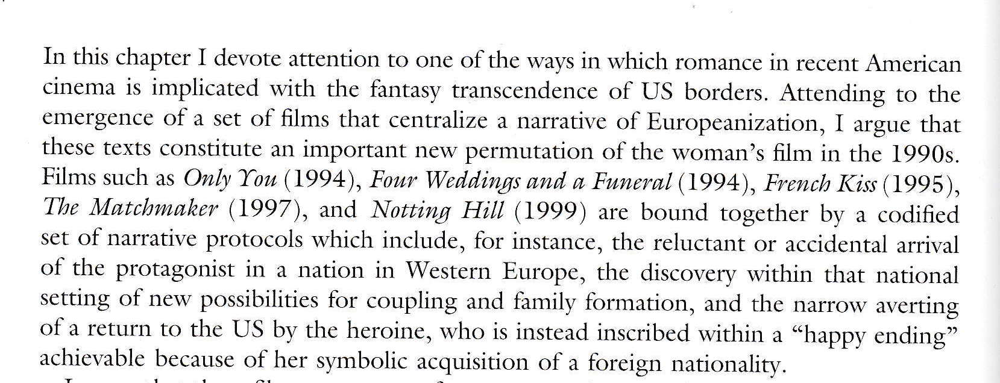 In this chapter I devote attention to one of the ways in which romance in recent American
cinema is implicated with the fantasy transcendence of US borders. Attending to the
emergence of a set of films that centralize a narrative of Europeanization, I argue that
these texts constitute an important new permutation of the woman’s film in the 1990s.
Films such as Only You (1994), Four Weddings and a Funeral (1994), French Kiss (1995),
The Matchmaker (1997), and Notting Hill (1999) are bound together by a codified
set of narrative protocols which include, for instance, the reluctant or accidental arrival
of the protagonist in a nation in Western Europe, the discovery within that national
setting of new possibilities for coupling and family formation, and the narrow averting
of a return to the US by the heroine, who is instead inscribed within a “happy ending”
achievable because of her symbolic acquisition of a foreign nationality.